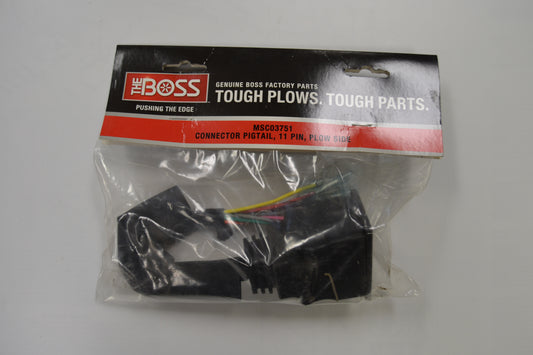 THE BOSS
PUSHING THE EDGE
GENUINE BOSS FACTORY PARTS
TOUGH PLOWS. TOUGH PARTS.
MSC03751
CONNECTOR PIGTAIL, 11 PIN, PLOW SIDE